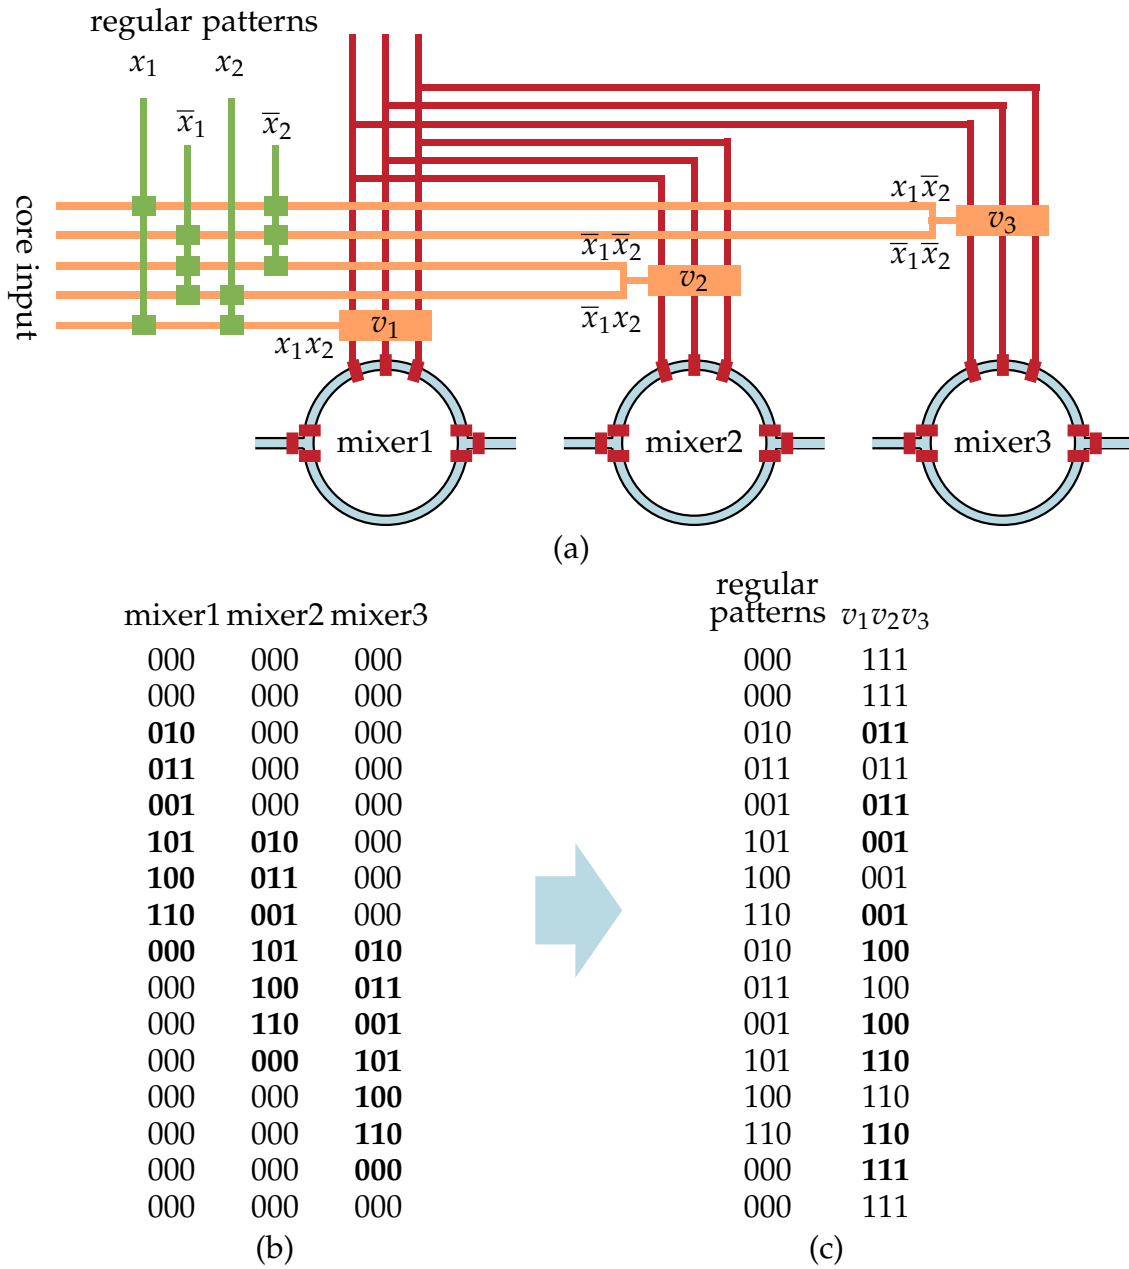 regular patterns
x₁ x₂
x̅₁ x̅₂
core input
x₁x̅₂
v₃
x̅₁x̅₂
x̅₁x̅₂
v₂
x̅₁x₂
v₁
x₁x₂
mixer1 mixer2 mixer3
(a)
regular
patterns v₁v₂v₃
mixer1 mixer2 mixer3
000 000 000 000 111
000 000 000 000 111
010 000 000 010 011
011 000 000 011 011
001 000 000 001 011
101 010 000 101 001
100 011 000 100 001
110 001 000 110 001
000 101 010 010 100
000 100 011 011 100
000 110 001 001 100
000 000 101 101 110
000 000 100 100 110
000 000 110 110 110
000 000 000 000 111
000 000 000 000 111
(b) (c)